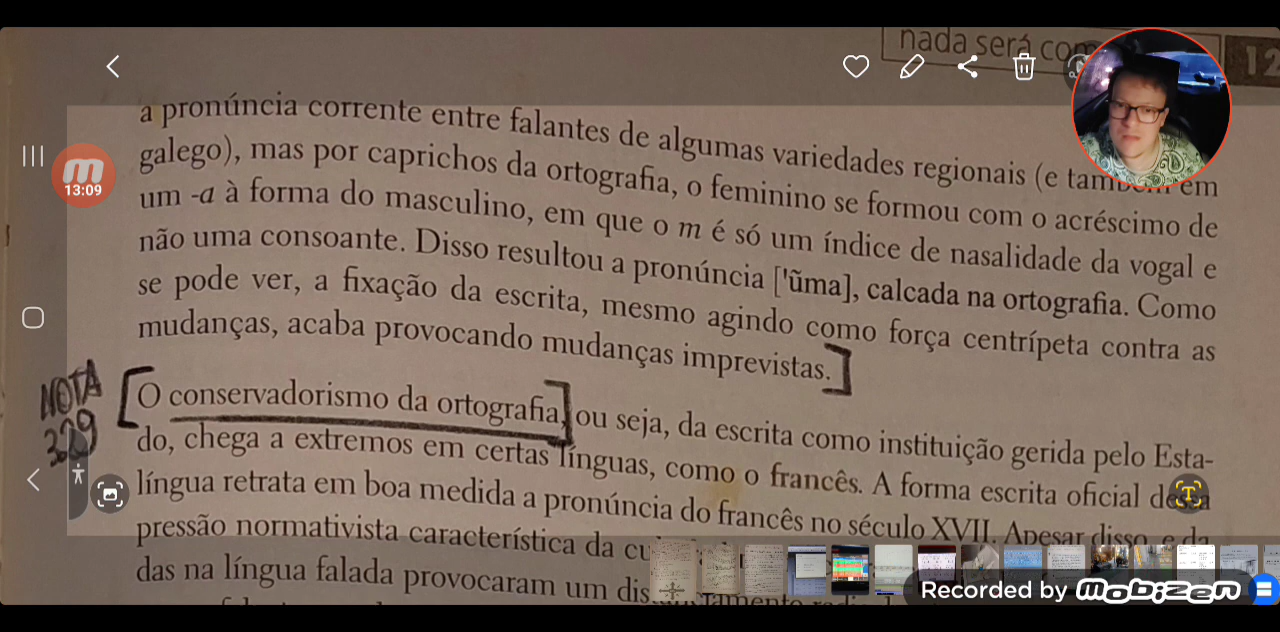 nada será com
12
a pronúncia corrente entre falantes de algumas variedades regionais (e também em
galego), mas por caprichos da ortografia, o feminino se formou com o acréscimo de
um -a à forma do masculino, em que o m é só um índice de nasalidade da vogal e
não uma consoante. Disso resultou a pronúncia ['ũma], calcada na ortografia. Como
se pode ver, a fixação da escrita, mesmo agindo como força centrípeta contra as
mudanças, acaba provocando mudanças imprevistas.]
NOTA
329
[O conservadorismo da ortografia,] ou seja, da escrita como instituição gerida pelo Esta-
do, chega a extremos em certas línguas, como o francês. A forma escrita oficial dessa
língua retrata em boa medida a pronúncia do francês no século XVII. Apesar disso, e da
pressão normativista característica da cu
das na língua falada provocaram um dis
13:09
Recorded by mobizen